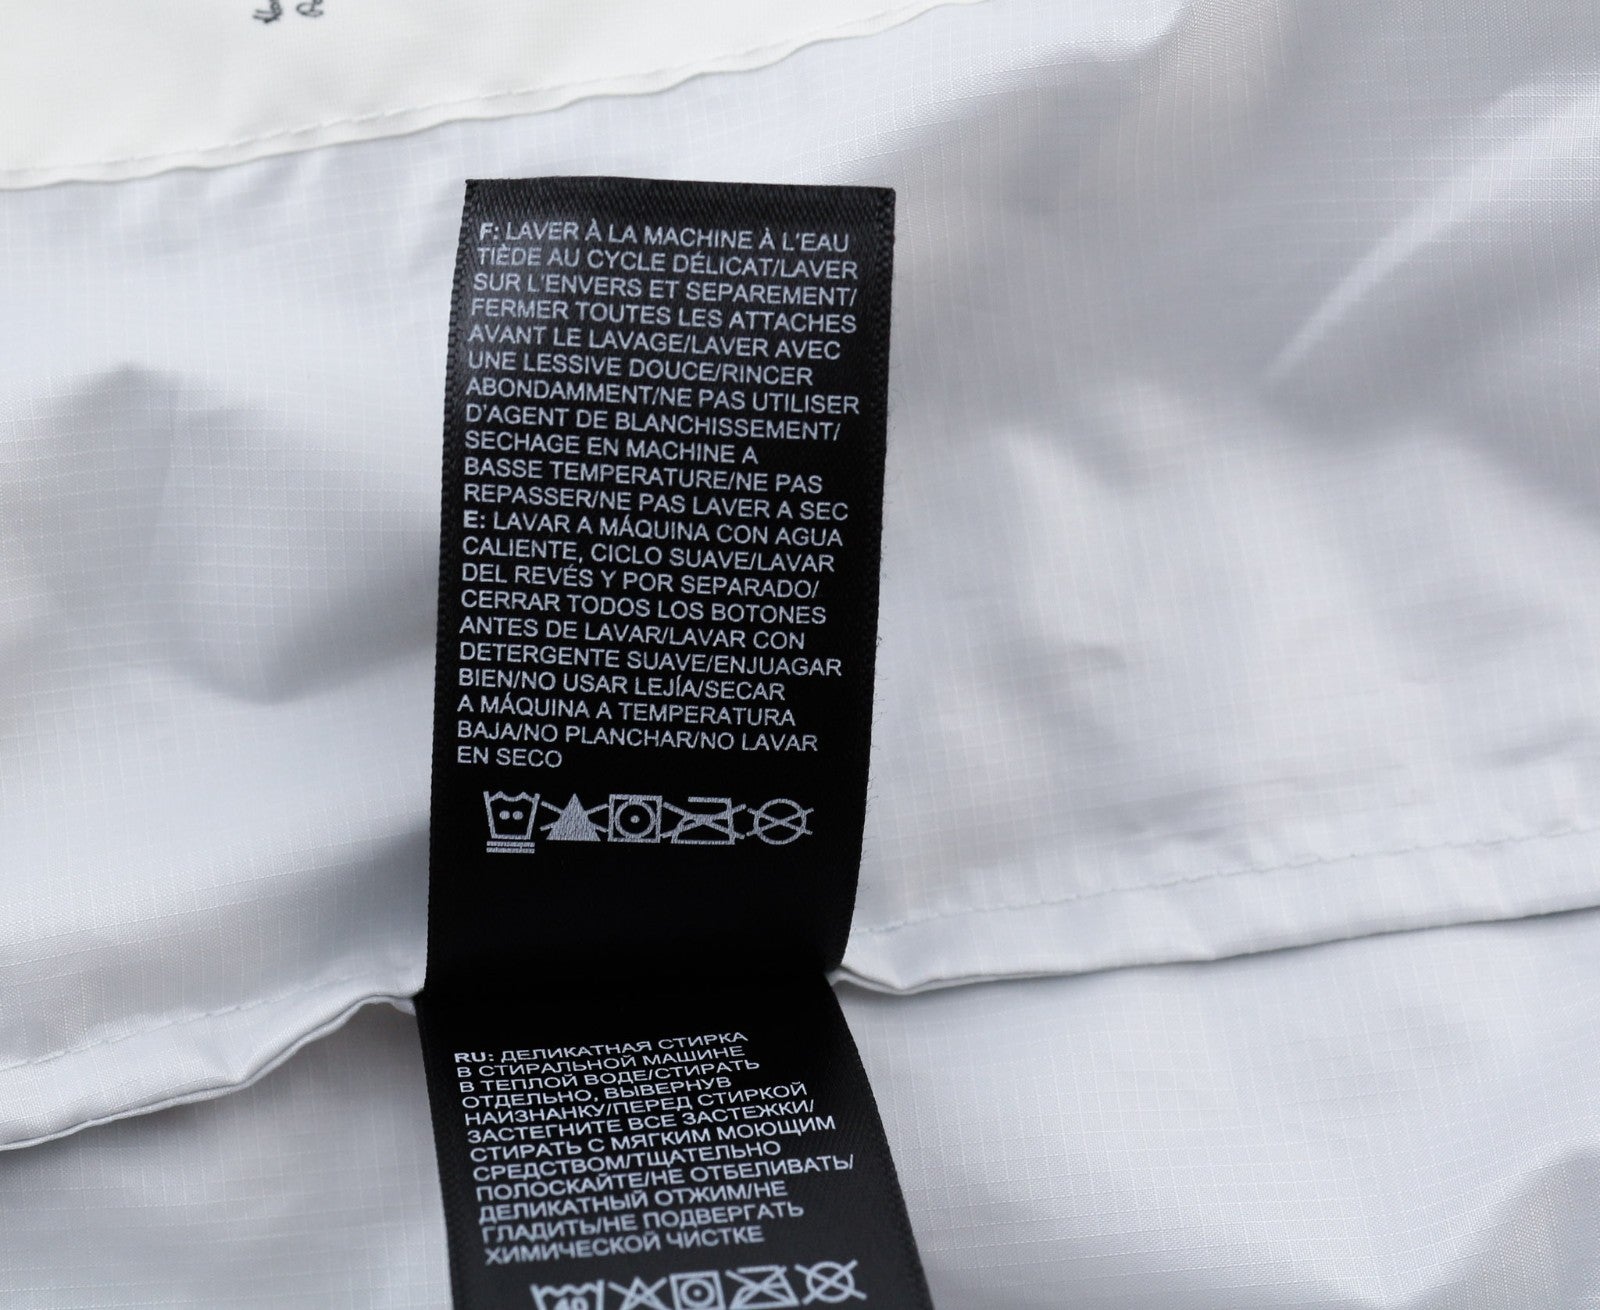 F: LAVER À LA MACHINE À L'EAU
TIÈDE AU CYCLE DÉLICAT/LAVER
SUR L'ENVERS ET SEPAREMENT/
FERMER TOUTES LES ATTACHES
AVANT LE LAVAGE/LAVER AVEC
UNE LESSIVE DOUCE/RINCER
ABONDAMMENT/NE PAS UTILISER
D'AGENT DE BLANCHISSEMENT/
SECHAGE EN MACHINE A
BASSE TEMPERATURE/NE PAS
REPASSER/NE PAS LAVER A SEC
E: LAVAR A MÁQUINA CON AGUA
CALIENTE, CICLO SUAVE/LAVAR
DEL REVÉS Y POR SEPARADO/
CERRAR TODOS LOS BOTONES
ANTES DE LAVAR/LAVAR CON
DETERGENTE SUAVE/ENJUAGAR
BIEN/NO USAR LEJÍA/SECAR
A MÁQUINA A TEMPERATURA
BAJA/NO PLANCHAR/NO LAVAR
EN SECO
RU: ДЕЛИКАТНАЯ СТИРКА
В СТИРАЛЬНОЙ МАШИНЕ
В ТЕПЛОЙ ВОДЕ/СТИРАТЬ
ОТДЕЛЬНО, ВЫВЕРНУВ
НАИЗНАНКУ/ПЕРЕД СТИРКОЙ
ЗАСТЕГНИТЕ ВСЕ ЗАСТЕЖКИ/
СТИРАТЬ С МЯГКИМ МОЮЩИМ
СРЕДСТВОМ/ТЩАТЕЛЬНО
ПОЛОСКАЙТЕ/НЕ ОТБЕЛИВАТЬ/
ДЕЛИКАТНЫЙ ОТЖИМ/НЕ
ГЛАДИТЬ/НЕ ПОДВЕРГАТЬ
ХИМИЧЕСКОЙ ЧИСТКЕ
40